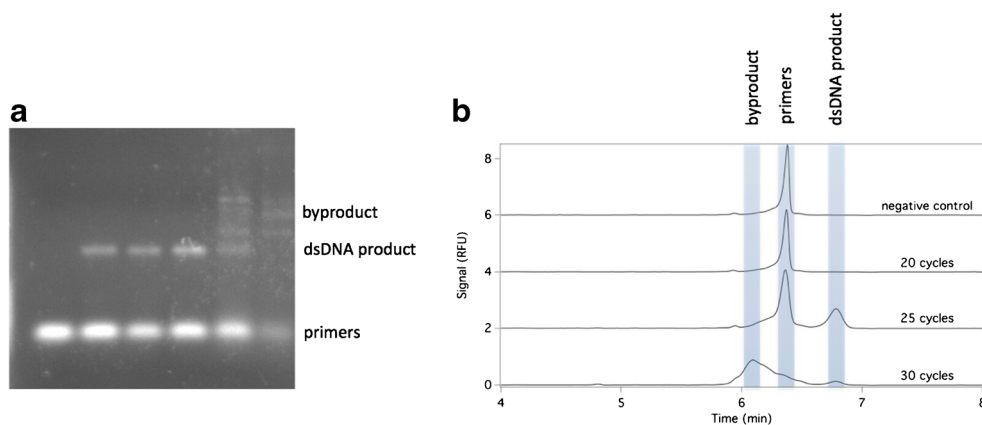 a
byproduct
dsDNA product
primers
b
byproduct
primers
dsDNA product
8
6
4
2
0
Signal (RFU)
negative control
20 cycles
25 cycles
30 cycles
4 5 6 7 8
Time (min)